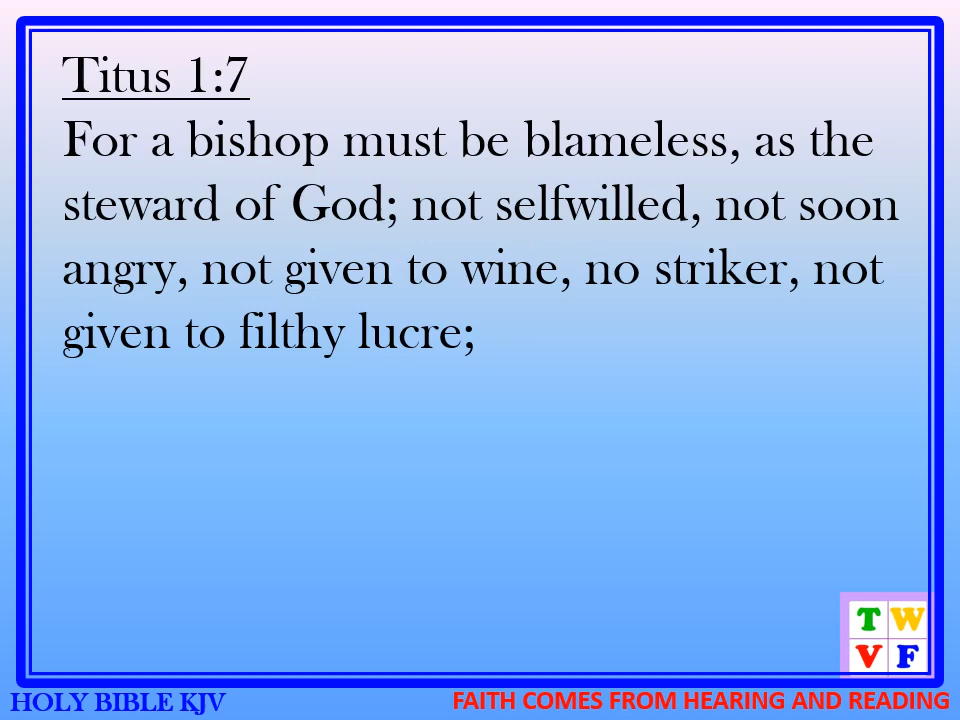 Titus 1:7
For a bishop must be blameless, as the
steward of God; not selfwilled, not soon
angry, not given to wine, no striker, not
given to filthy lucre;
T W
V F
HOLY BIBLE KJV
FAITH COMES FROM HEARING AND READING